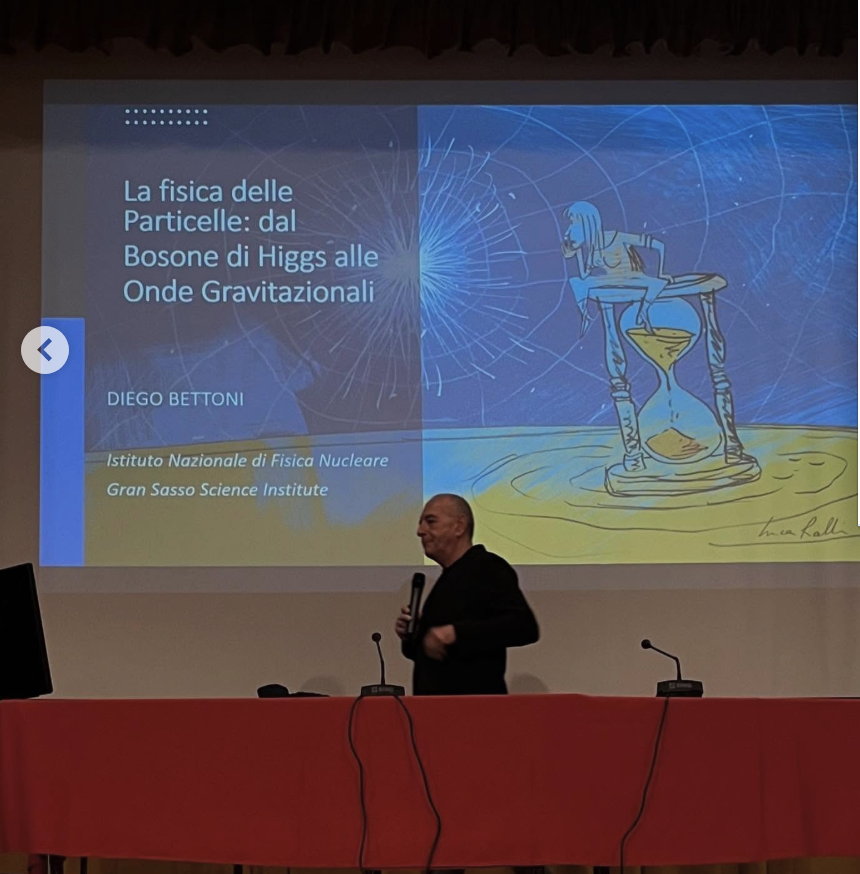 La fisica delle
Particelle: dal
Bosone di Higgs alle
Onde Gravitazionali
DIEGO BETTONI
Istituto Nazionale di Fisica Nucleare
Gran Sasso Science Institute